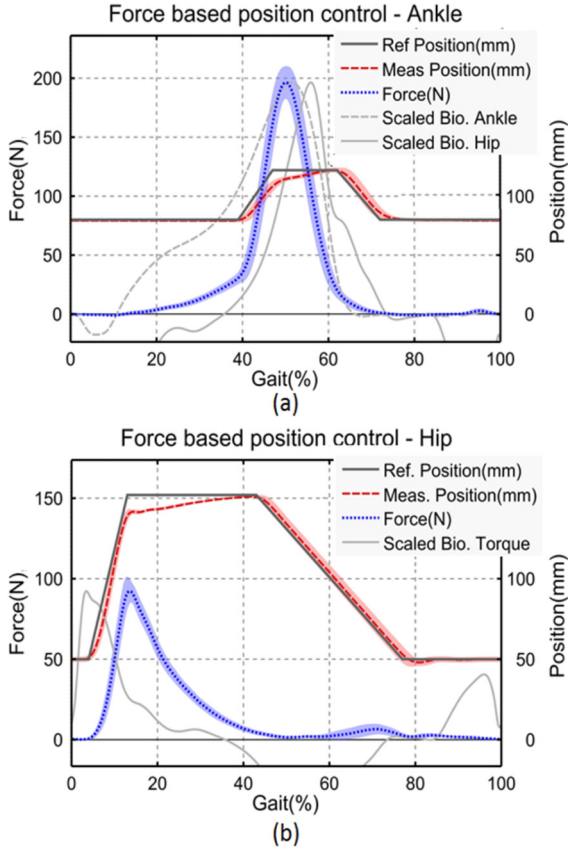 Force based position control - Ankle
Ref Position(mm)
Meas Position(mm)
Force(N)
Scaled Bio. Ankle
Scaled Bio. Hip
200
150
100
50
0
Force(N)
100
50
0
Position(mm)
0 20 40 60 80 100
Gait(%)
(a)
Force based position control - Hip
Ref. Position(mm)
Meas. Position(mm)
Force(N)
Scaled Bio. Torque
150
100
50
0
Force(N)
100
50
0
Position(mm)
0 20 40 60 80 100
Gait(%)
(b)